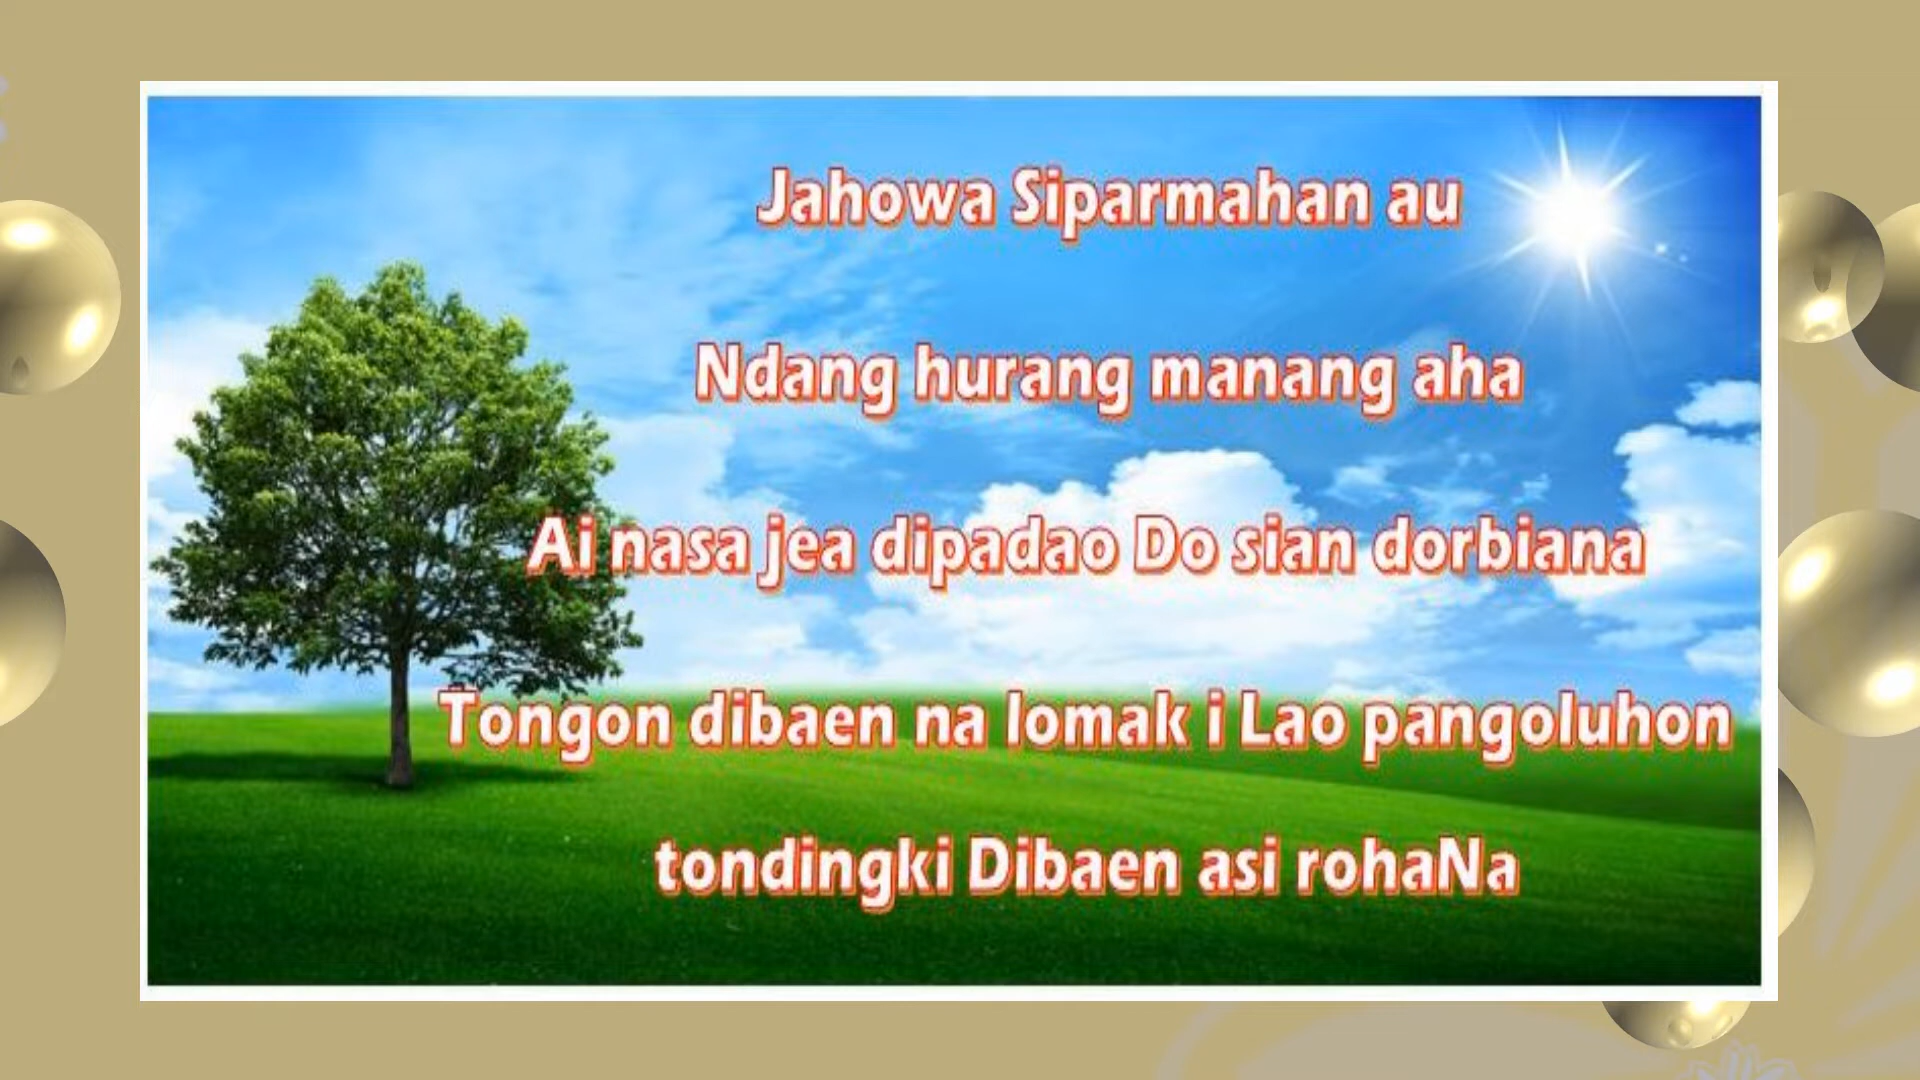 Jahowa Siparmahan au
Ndang hurang manang aha
Ai nasa jea dipadao Do sian dorbiana
Tongon dibaen na lomak i Lao pangoluhon
tondingki Dibaen asi rohaNa